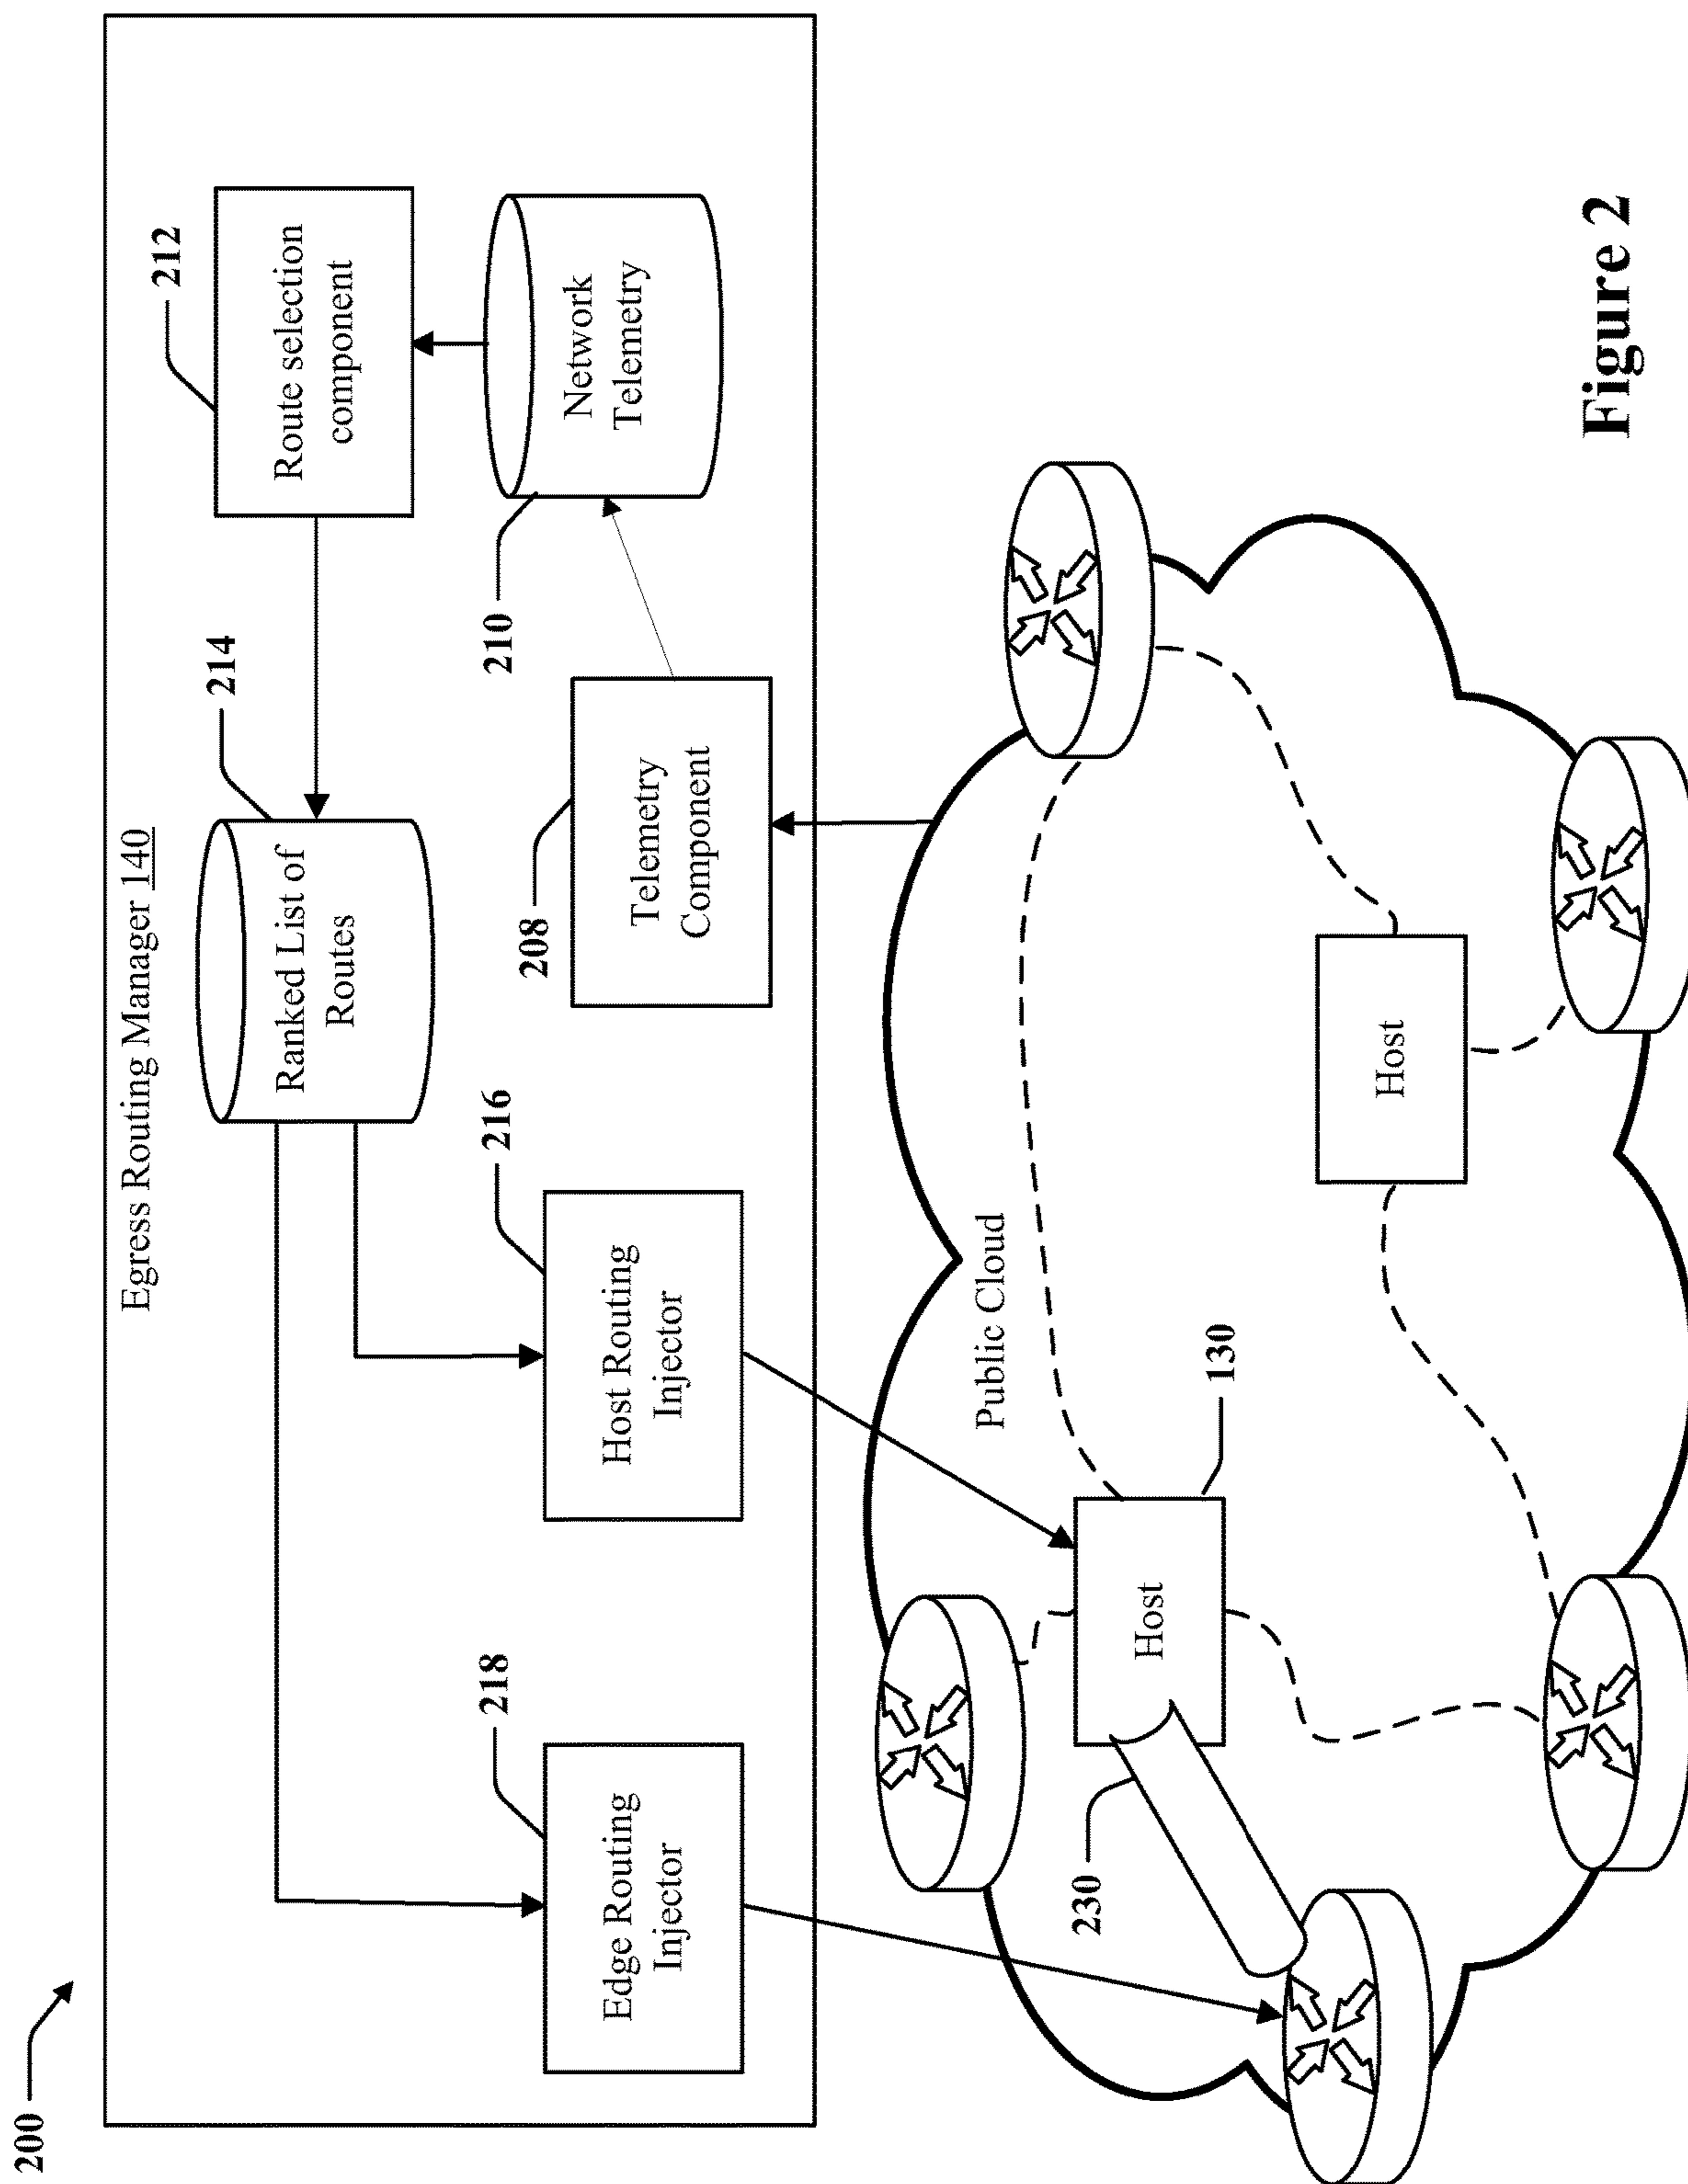 200
Egress Routing Manager 140
218
Edge Routing
Injector
216
Host Routing
Injector
214
Ranked List of
Routes
212
Route selection
component
208
Telemetry
Component
210
Network
Telemetry
Public Cloud
230
Host
130
Host
Figure 2